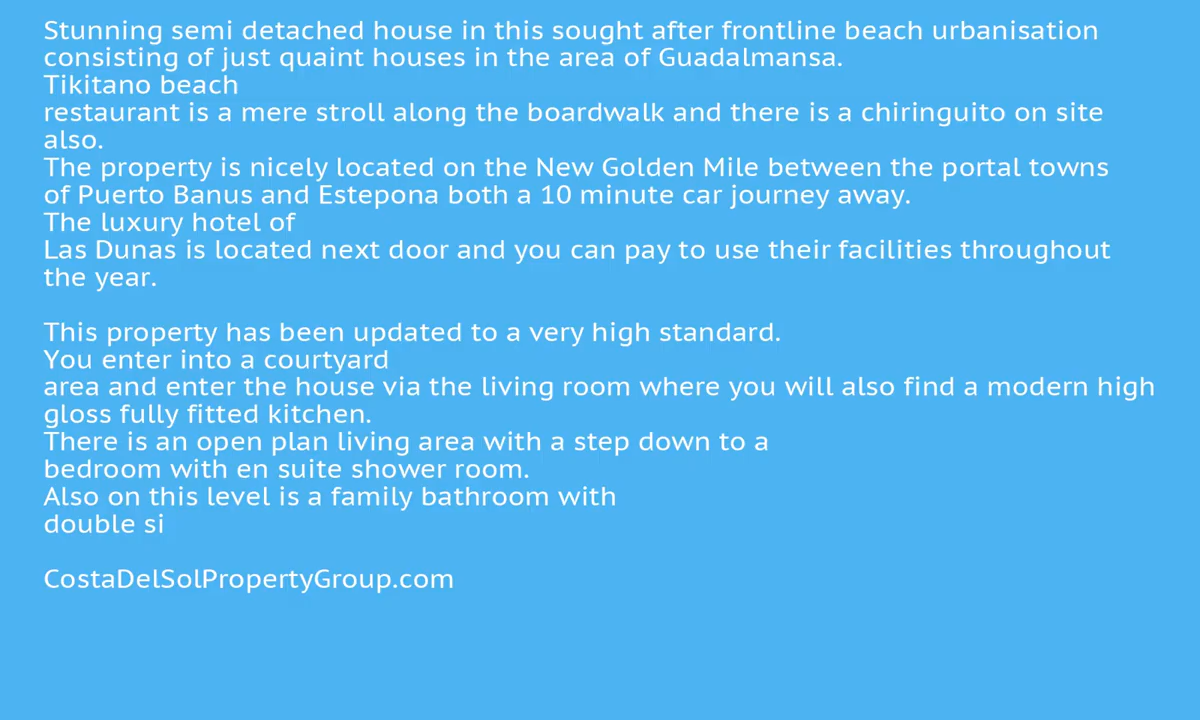 Stunning semi detached house in this sought after frontline beach urbanisation
consisting of just quaint houses in the area of Guadalmansa.
Tikitano beach
restaurant is a mere stroll along the boardwalk and there is a chiringuito on site
also.
The property is nicely located on the New Golden Mile between the portal towns
of Puerto Banus and Estepona both a 10 minute car journey away.
The luxury hotel of
Las Dunas is located next door and you can pay to use their facilities throughout
the year.
This property has been updated to a very high standard.
You enter into a courtyard
area and enter the house via the living room where you will also find a modern high
gloss fully fitted kitchen.
There is an open plan living area with a step down to a
bedroom with en suite shower room.
Also on this level is a family bathroom with
double si
CostaDelSolPropertyGroup.com